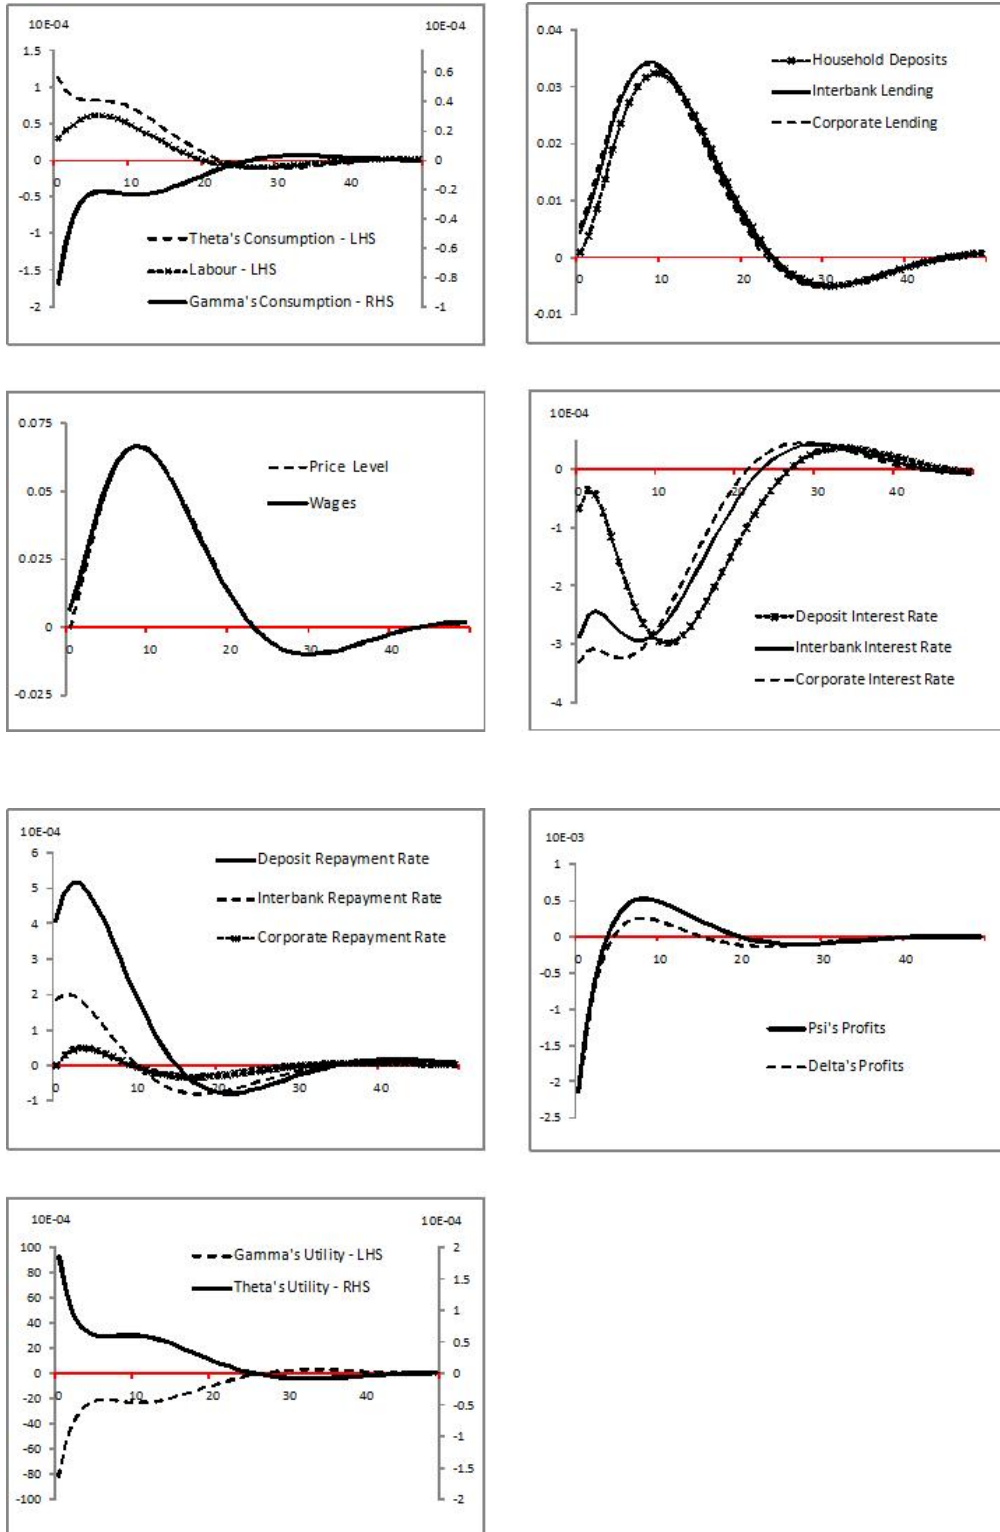 10E-04
10E-04
1.5
1
0.5
0
-0.5
-1
-1.5
-2
0.6
0.4
0.2
0
-0.2
-0.4
-0.6
-0.8
-1
0 10 20 30 40
Theta's Consumption - LHS
Labour - LHS
Gamma's Consumption - RHS
0.04
0.03
0.02
0.01
0
-0.01
0 10 20 30 40
Household Deposits
Interbank Lending
Corporate Lending
0.075
0.05
0.025
0
-0.025
0 10 20 30 40
Price Level
Wages
10E-04
0
-1
-2
-3
-4
0 10 20 30 40
Deposit Interest Rate
Interbank Interest Rate
Corporate Interest Rate
10E-04
6
5
4
3
2
1
0
-1
0 10 20 30 40
Deposit Repayment Rate
Interbank Repayment Rate
Corporate Repayment Rate
10E-03
1
0.5
0
-0.5
-1
-1.5
-2
-2.5
0 10 20 30 40
Psi's Profits
Delta's Profits
10E-04
10E-04
100
80
60
40
20
0
-20
-40
-60
-80
-100
2
1.5
1
0.5
0
-0.5
-1
-1.5
-2
0 10 20 30 40
Gamma's Utility - LHS
Theta's Utility - RHS